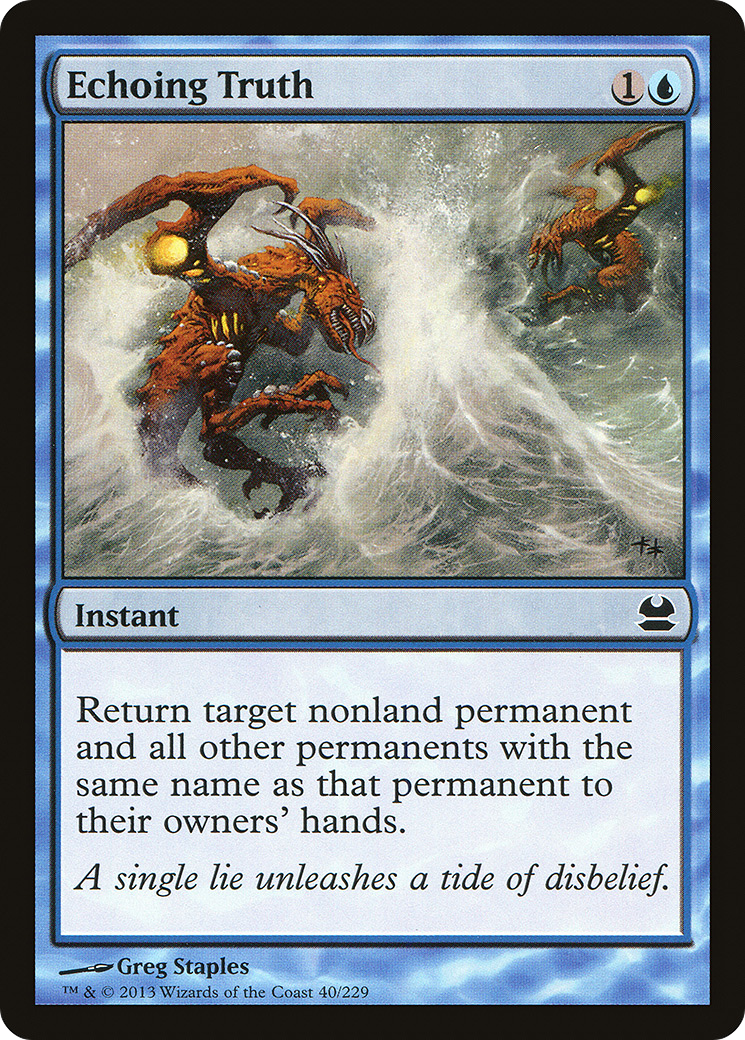 Echoing Truth 1
Instant
Return target nonland permanent
and all other permanents with the
same name as that permanent to
their owners’ hands.
A single lie unleashes a tide of disbelief.
Greg Staples
™ & © 2013 Wizards of the Coast 40/229